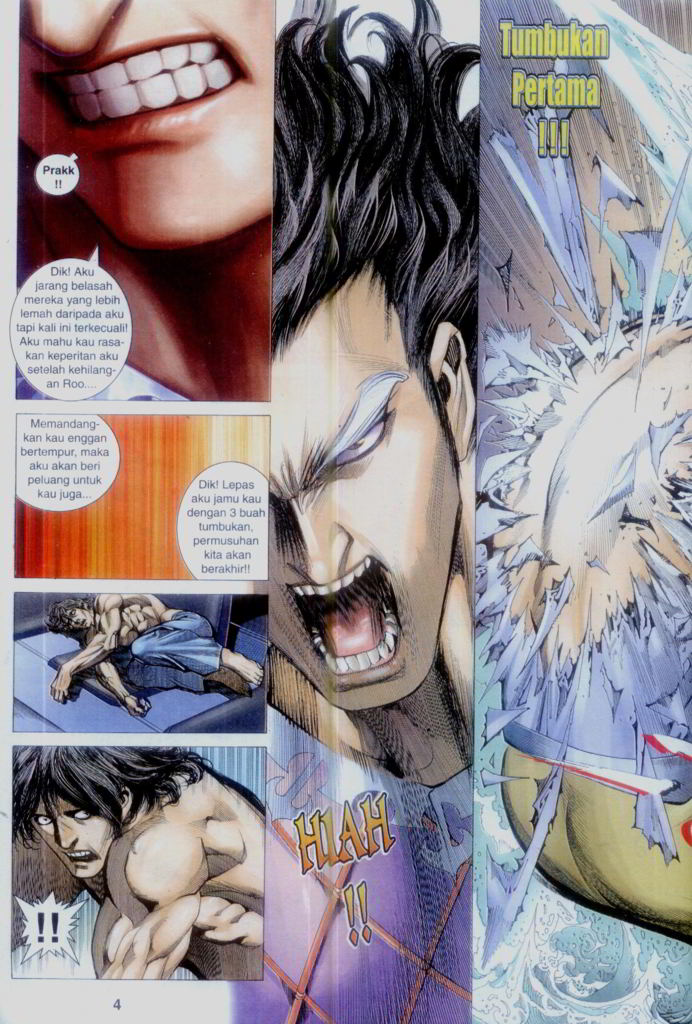 Prakk
!!
Dik! Aku
jarang belasah
mereka yang lebih
lemah daripada aku
tapi kali ini terkecuali!
Aku mahu kau rasa-
kan keperitan aku
setelah kehilang-
an Roo....
Memandang-
kan kau enggan
bertempur, maka
aku akan beri
peluang untuk
kau juga...
Dik! Lepas
aku jamu kau
dengan 3 buah
tumbukan,
permusuhan
kita akan
berakhir!!
!!
HIAH
!!
Tumbukan
Pertama
!!!
4